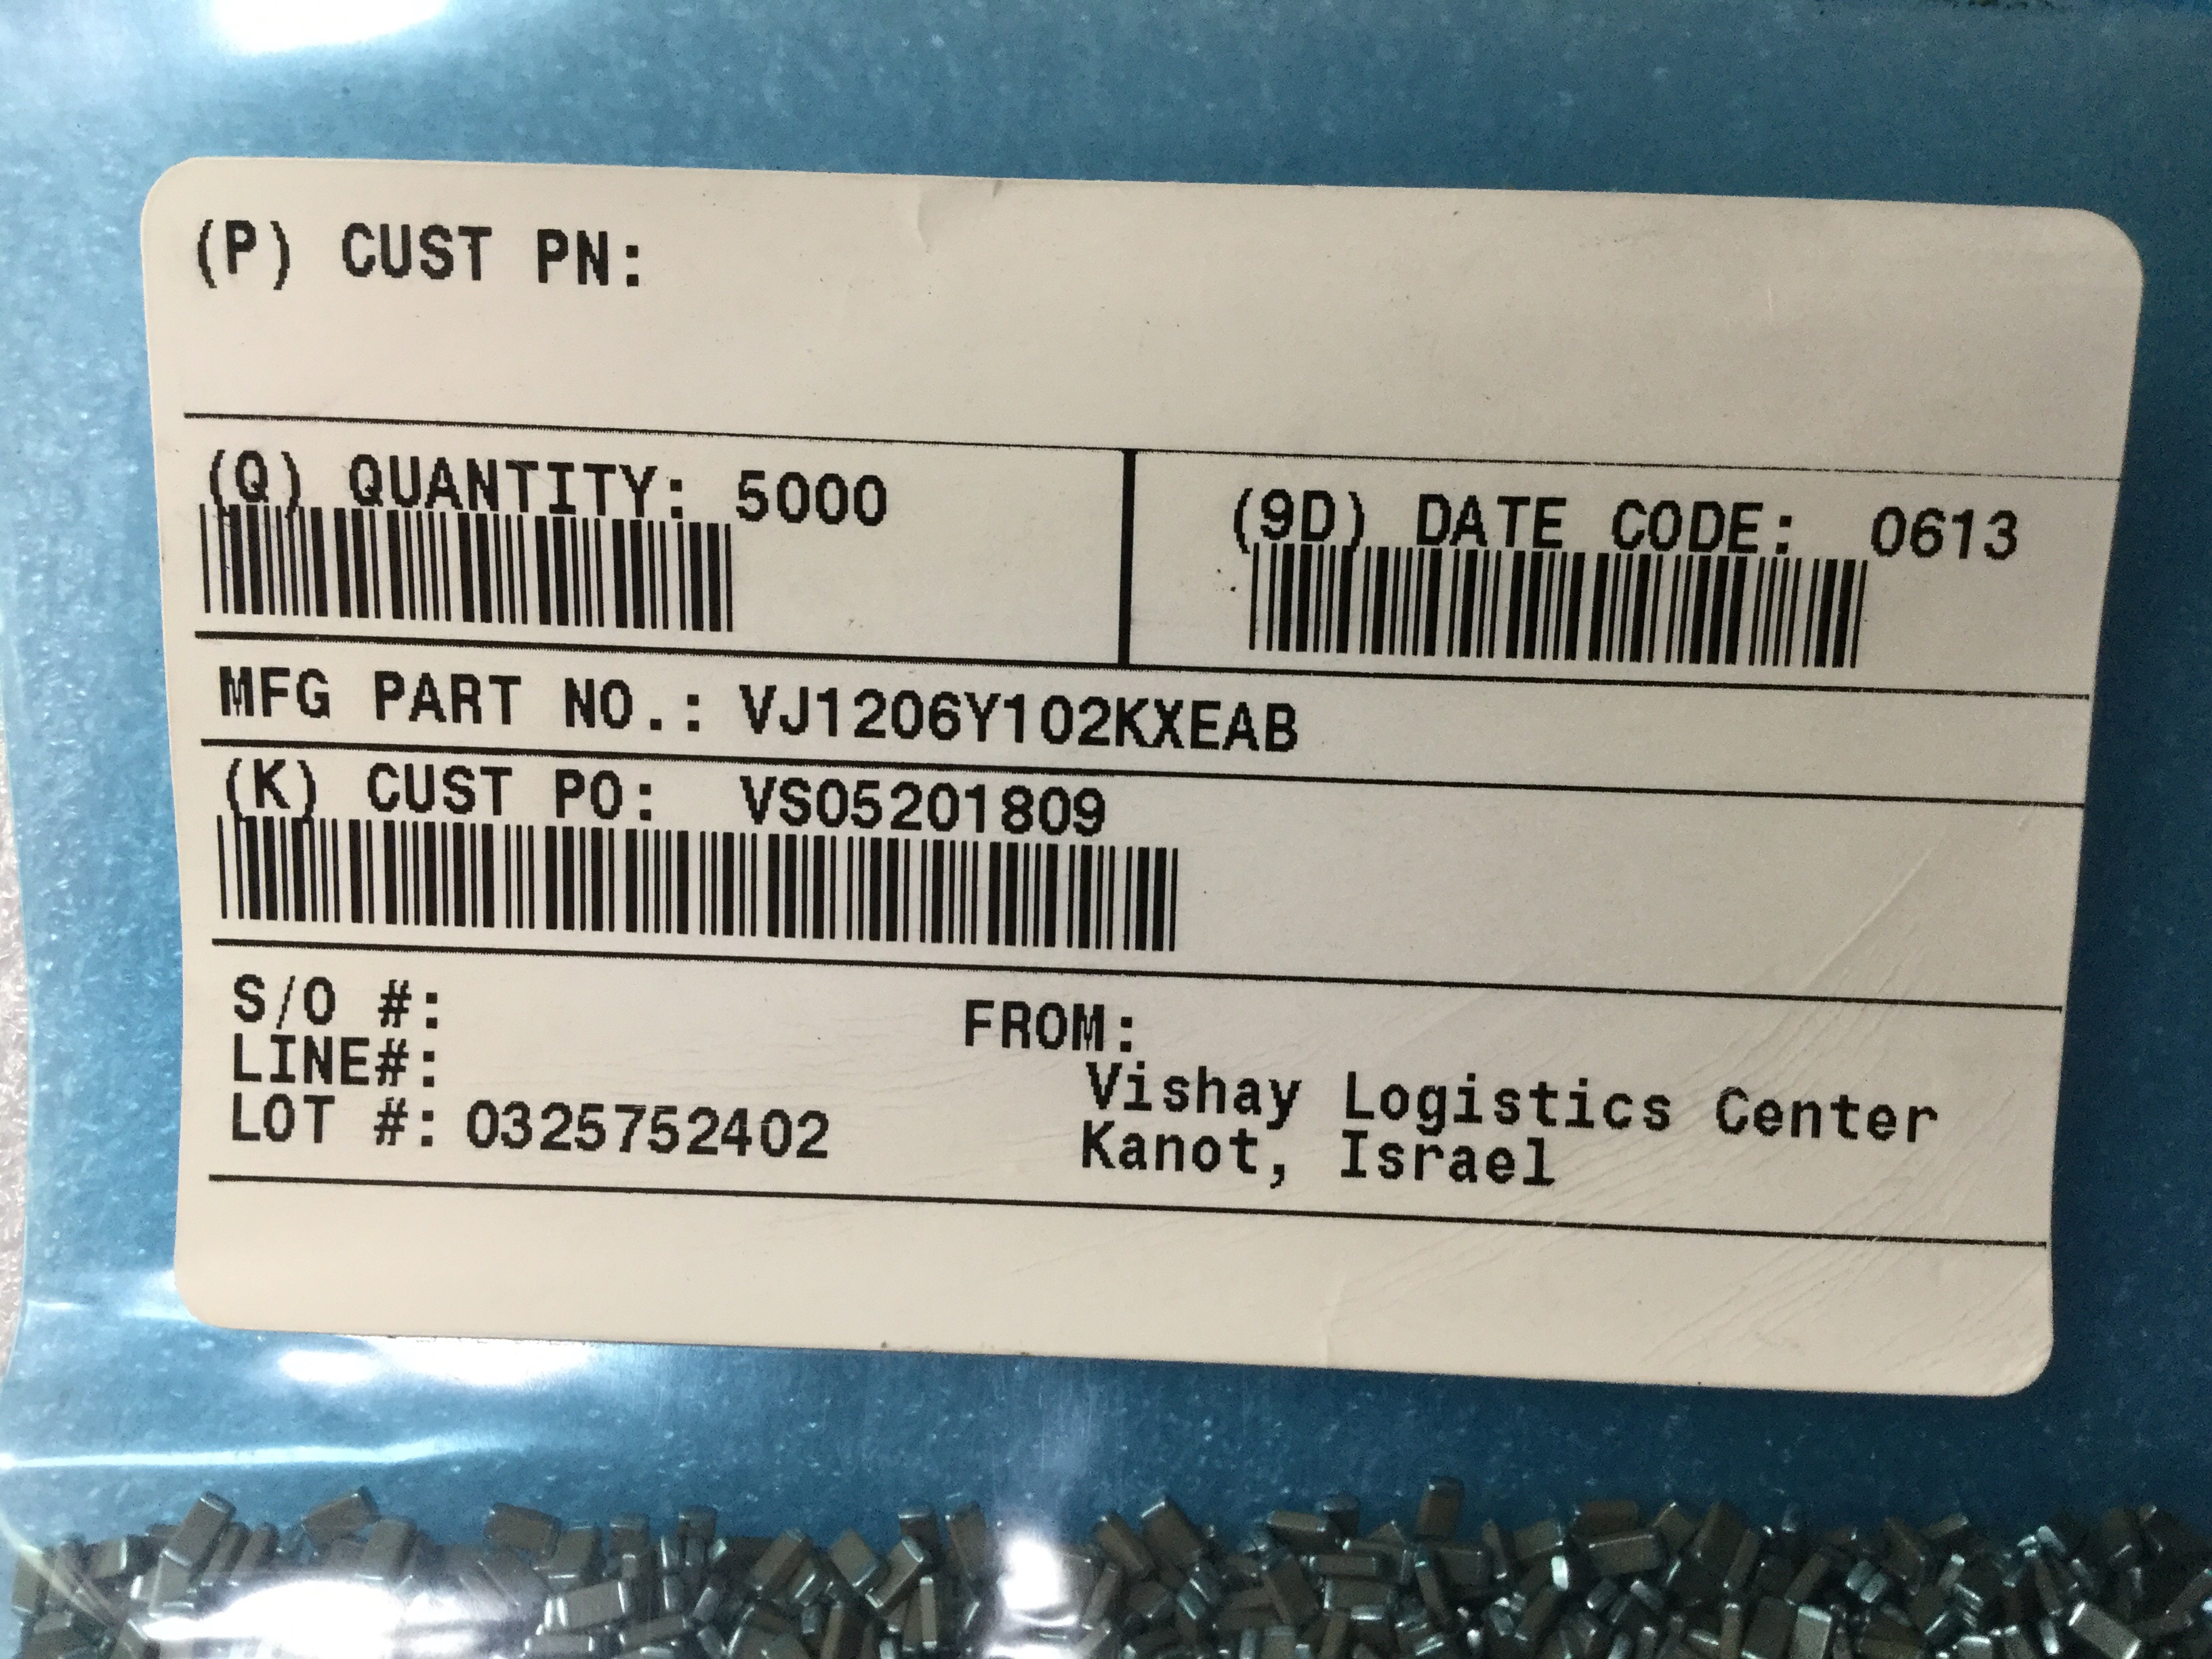 (P) CUST PN:
(Q) QUANTITY: 5000
(9D) DATE CODE: 0613
MFG PART NO.: VJ1206Y102KXEAB
(K) CUST PO: VS05201809
S/O #:
LINE#:
LOT #: 0325752402
FROM:
Vishay Logistics Center
Kanot, Israel